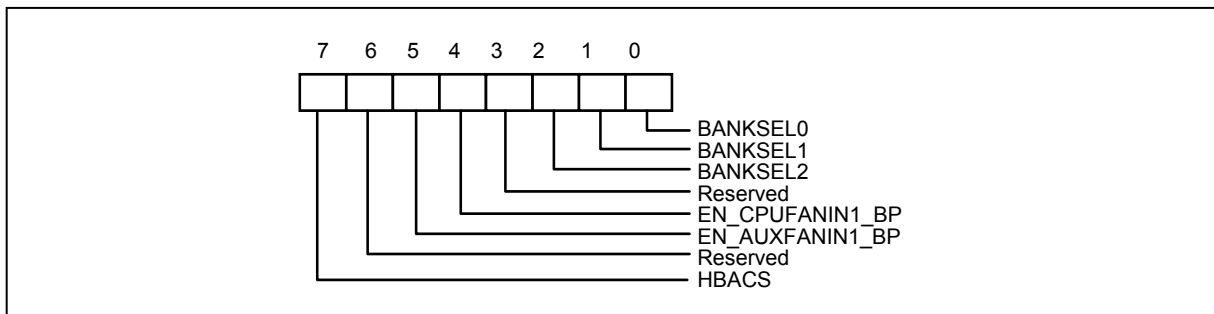 7 6 5 4 3 2 1 0
BANKSEL0
BANKSEL1
BANKSEL2
Reserved
EN_CPUFANIN1_BP
EN_AUXFANIN1_BP
Reserved
HBACS